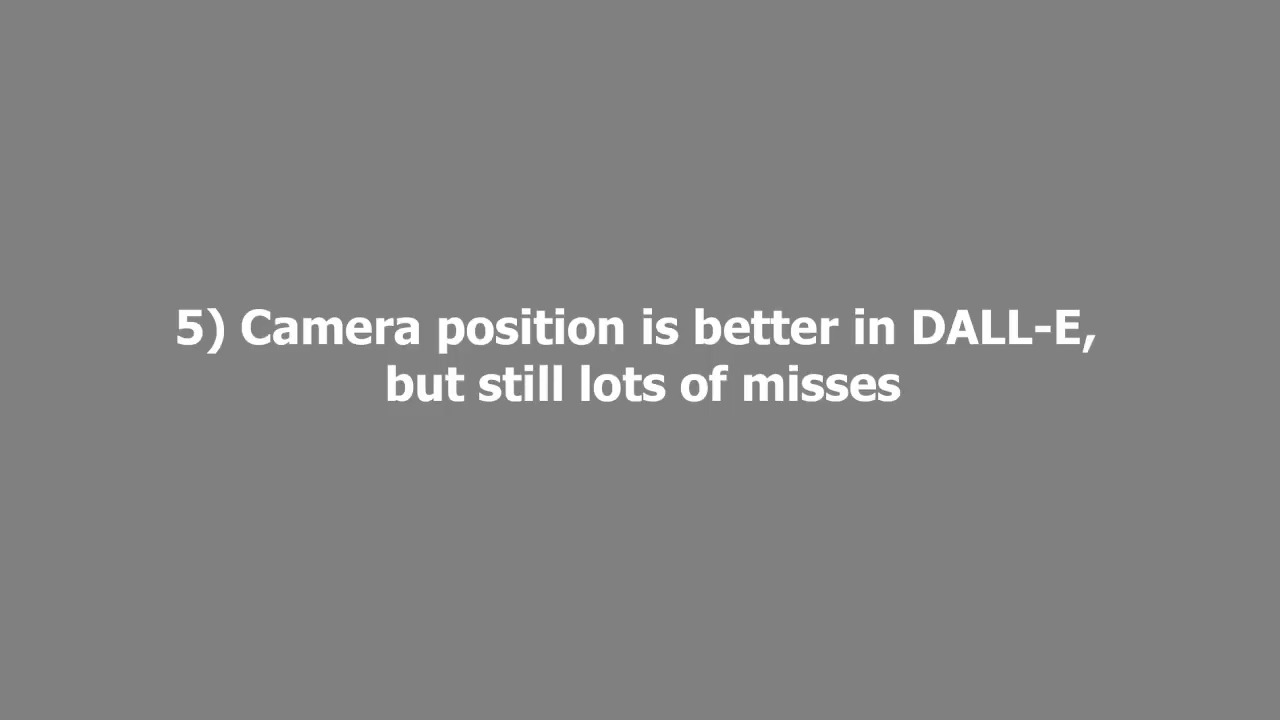 5) Camera position is better in DALL-E,
but still lots of misses